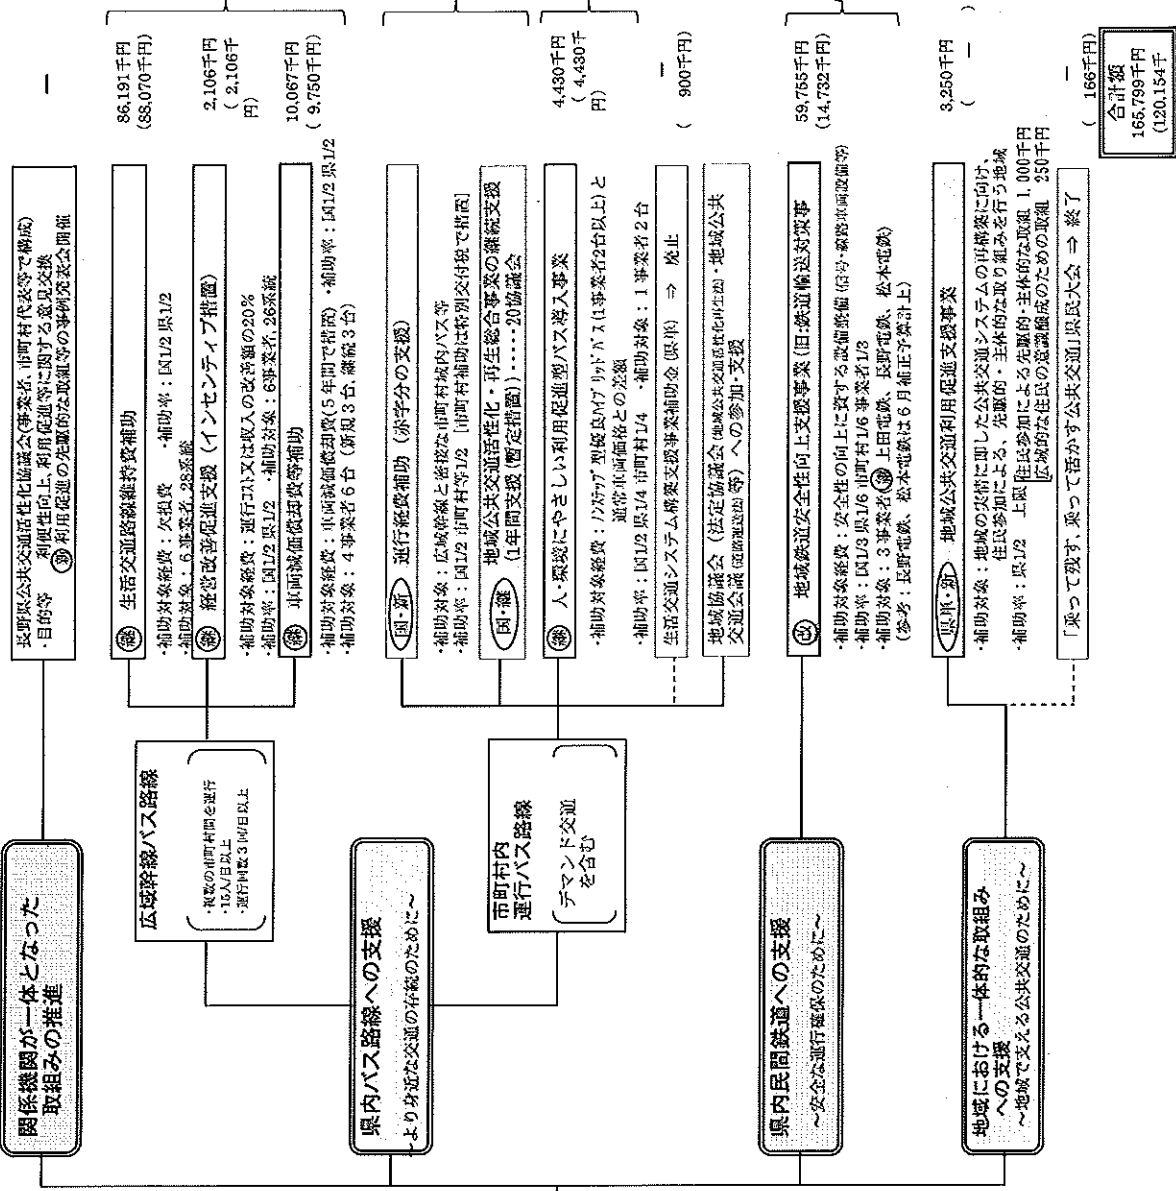 関係機関が一体となった
取組みの推進
長野県公共交通活性化協議会(事業者、市町村代表等で構成)
・目的等 利便性向上、利用促進等に関する意見交換
新 利用促進の先駆的な取組等の事例発表会開催
―
県内バス路線への支援
~より身近な交通の存続のために~
広域幹線バス路線
・複数の市町村間を運行
・15人/日以上
・運行回数3回/日以上
継 生活交通路線維持費補助
・補助対象経費:欠損費 ・補助率:国1/2 県1/2
・補助対象:6事業者、28系統
86,191千円
(88,070千円)
継 経営改善促進支援(インセンティブ措置)
・補助対象経費:運行コスト又は収入の改善額の20%
・補助率:国1/2 県1/2 ・補助対象:6事業者、26系統
2,106千円
( 2,106千
円)
継 車両減価償却費等補助
・補助対象経費:車両減価償却費(5年間で措置)・補助率:国1/2 県1/2
・補助対象:4事業者6台(新規3台、継続3台)
10,067千円
( 9,750千円)
市町村内
運行バス路線
デマンド交通
を含む
国・新 運行経費補助(赤字分の支援)
・補助対象経費:広域幹線と密接な市町村域内バス等
・補助率:国1/2 市町村等1/2 [市町村補助は特別交付税で措置]
国・継 地域公共交通活性化・再生総合事業の継続支援
(1年間支援(暫定措置))‥‥‥20協議会
継 人・環境にやさしい利用促進型バス導入事業
・補助対象経費:ノンステップ型優良ハイブリッドバス(1事業者2台以上)と
通常車両価格との差額
・補助率:国1/2 県1/4 市町村1/4 ・補助対象:1事業者2台
4,430千円
( 4,430千
円)
生活交通システム構築支援事業補助金(県単) ⇒ 廃止
―
( 900千円)
地域協議会(法定協議会(地域公共交通活性化再生法)・地域公共
交通会議(道路運送法)等)への参加・支援
県内民間鉄道への支援
~安全な運行確保のために~
改 地域鉄道安全性向上支援事業(旧:鉄道輸送対策事
・補助対象経費:安全性の向上に資する設備整備(信号・線路・車両設備等)
・補助率:国1/3 県1/6 市町村1/6 事業者1/3
・補助対象:3事業者(継 上田電鉄、長野電鉄、松本電鉄)
(参考:長野電鉄、松本電鉄は6月補正予算計上)
59,755千円
(14,732千円)
地域における一体的な取組み
への支援
~地域で支える公共交通のために~
県単・新 地域公共交通利用促進支援事業
・補助対象:地域の実情に即した公共交通システムの再構築に向け、
住民参加による、先駆的・主体的な取り組みを行う地域
・補助率:県1/2 上限 住民参加による先駆的・主体的な取組 1,000千円
広域的な住民の意識醸成のための取組 250千円
3,250千円
( ― )
「乗って残す、乗って活かす公共交通」県民大会 ⇒ 終了
―
( 166千円)
合計額
165,799千円
(120,154千